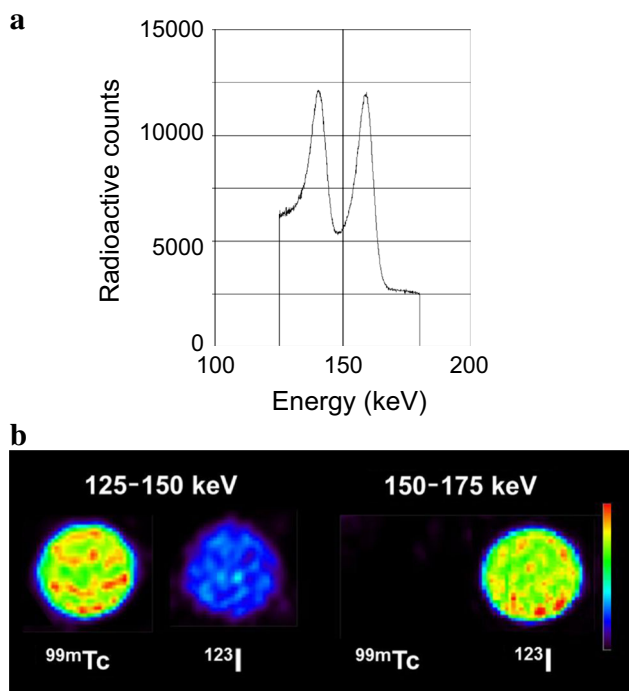 a
15000
10000
5000
0
Radioactive counts
100 150 200
Energy (keV)
b
125-150 keV 150-175 keV
99mTc 123I 99mTc 123I